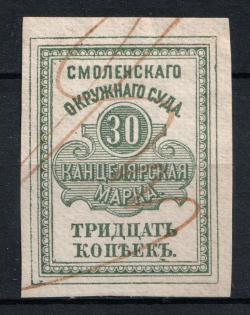 СМОЛЕНСКАГО
ОКРУЖНАГО СУДА.
30
КАНЦЕЛЯРСКАЯ
МАРКА.
ТРИДЦАТЬ
КОПѢЕКЪ.